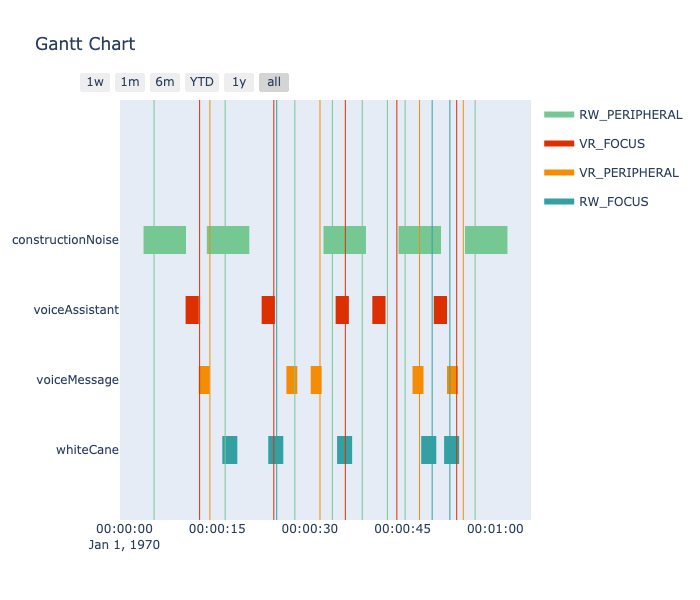 Gantt Chart
1w 1m 6m YTD 1y all
RW_PERIPHERAL
VR_FOCUS
VR_PERIPHERAL
RW_FOCUS
constructionNoise
voiceAssistant
voiceMessage
whiteCane
00:00:00 00:00:15 00:00:30 00:00:45 00:01:00
Jan 1, 1970